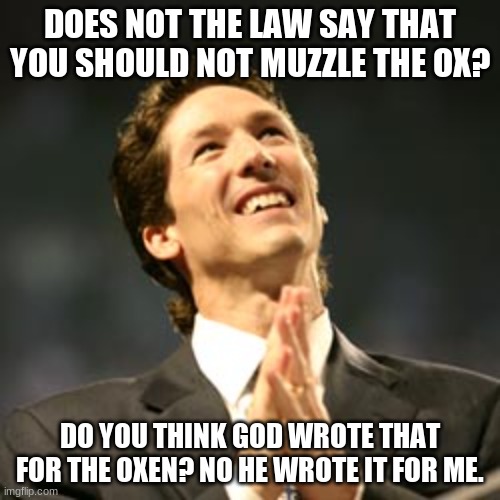 DOES NOT THE LAW SAY THAT
YOU SHOULD NOT MUZZLE THE OX?
DO YOU THINK GOD WROTE THAT
FOR THE OXEN? NO HE WROTE IT FOR ME.
imgflip.com